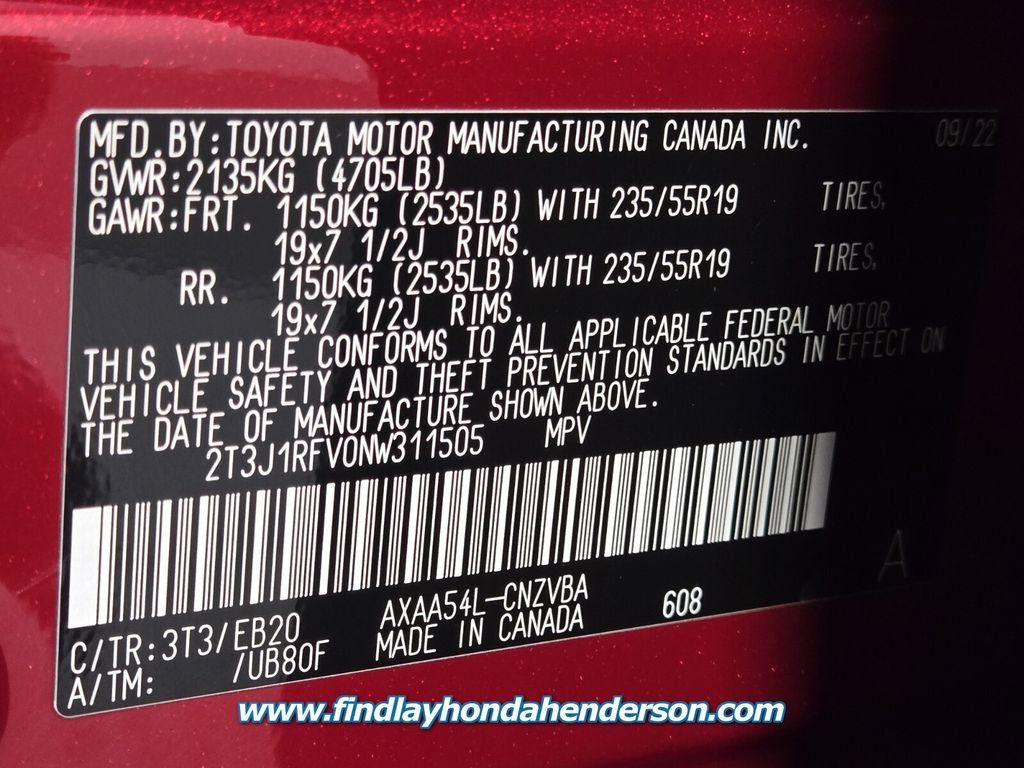 MFD.BY:TOYOTA MOTOR MANUFACTURING CANADA INC. 09/22
GVWR:2135KG (4705LB)
GAWR:FRT. 1150KG (2535LB) WITH 235/55R19 TIRES,
19x7 1/2J RIMS.
RR. 1150KG (2535LB) WITH 235/55R19 TIRES,
19x7 1/2J RIMS.
THIS VEHICLE CONFORMS TO ALL APPLICABLE FEDERAL MOTOR
VEHICLE SAFETY AND THEFT PREVENTION STANDARDS IN EFFECT ON
THE DATE OF MANUFACTURE SHOWN ABOVE.
2T3J1RFV0NW311505 MPV
A
C/TR:3T3/EB20 AXAA54L-CNZVBA 608
A/TM: /UB80F MADE IN CANADA
www.findlayhondahenderson.com